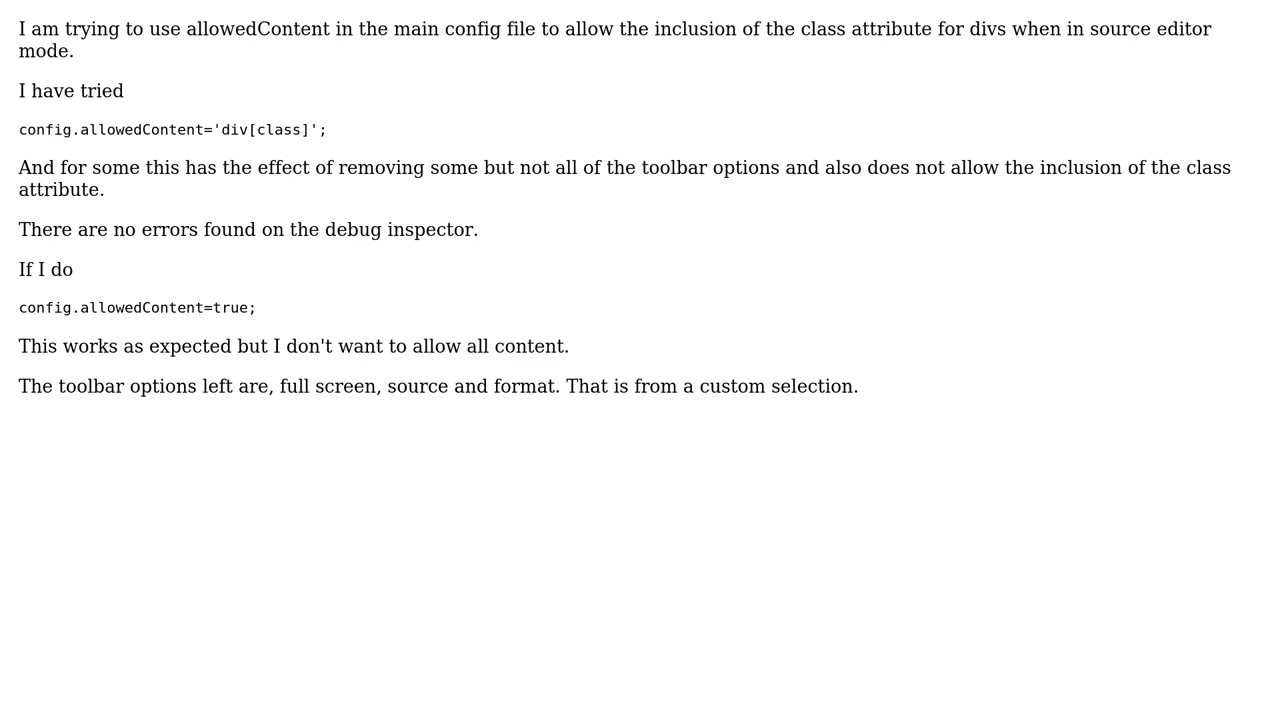 I am trying to use allowedContent in the main config file to allow the inclusion of the class attribute for divs when in source editor
mode.
I have tried
config.allowedContent='div[class]';
And for some this has the effect of removing some but not all of the toolbar options and also does not allow the inclusion of the class
attribute.
There are no errors found on the debug inspector.
If I do
config.allowedContent=true;
This works as expected but I don't want to allow all content.
The toolbar options left are, full screen, source and format. That is from a custom selection.